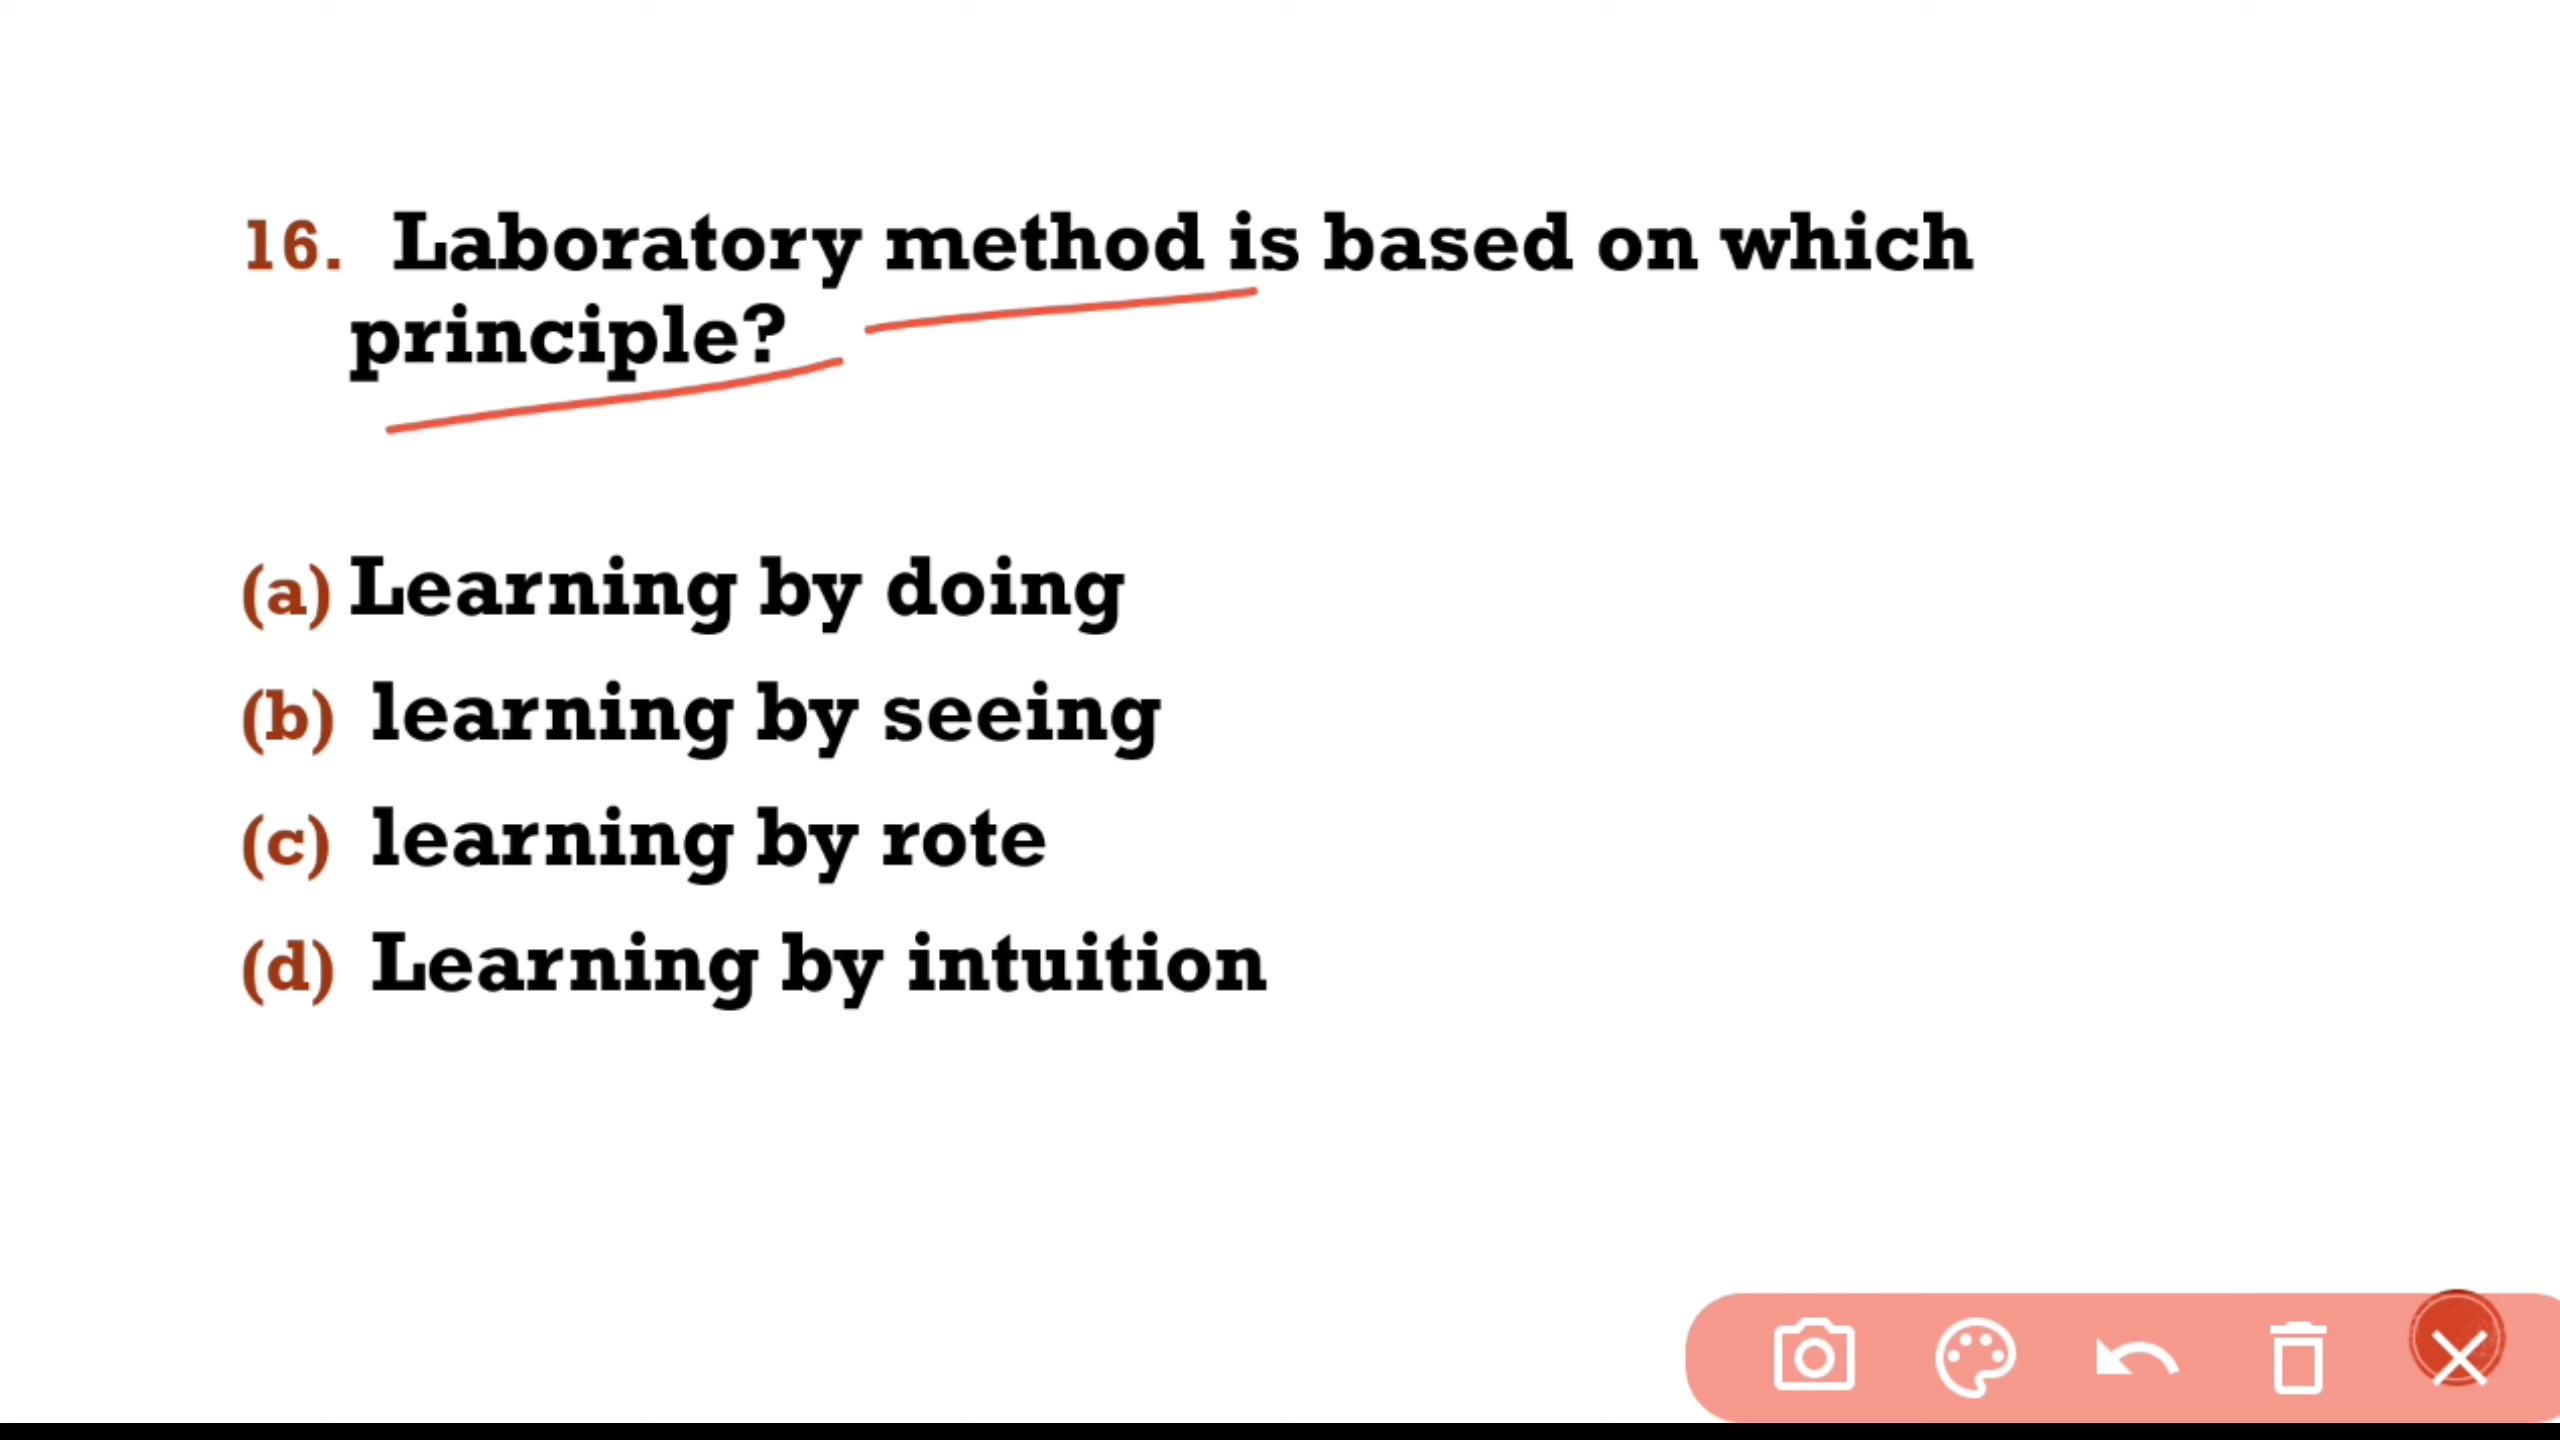 16. Laboratory method is based on which
principle?
(a) Learning by doing
(b) learning by seeing
(c) learning by rote
(d) Learning by intuition